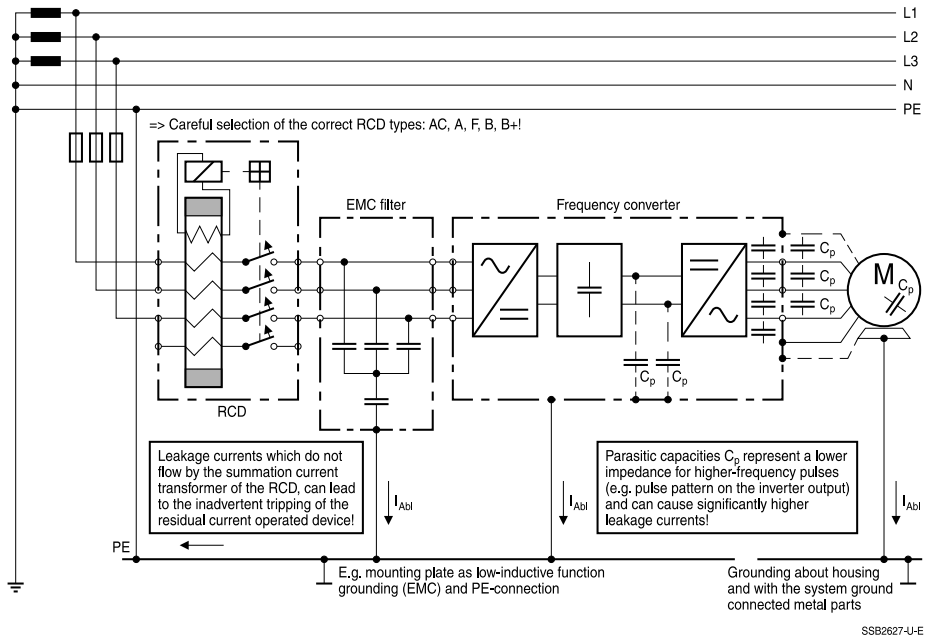 L1
L2
L3
N
PE
=> Careful selection of the correct RCD types: AC, A, F, B, B+!
EMC filter
Frequency converter
Cp
Cp
Cp
M
Cp
Cp
Cp
RCD
Leakage currents which do not
flow by the summation current
transformer of the RCD, can lead
to the inadvertent tripping of the
residual current operated device!
IAbl
IAbl
Parasitic capacities Cp represent a lower
impedance for higher-frequency pulses
(e.g. pulse pattern on the inverter output)
and can cause significantly higher
leakage currents!
IAbl
PE
E.g. mounting plate as low-inductive function
grounding (EMC) and PE-connection
Grounding about housing
and with the system ground
connected metal parts
SSB2627-U-E